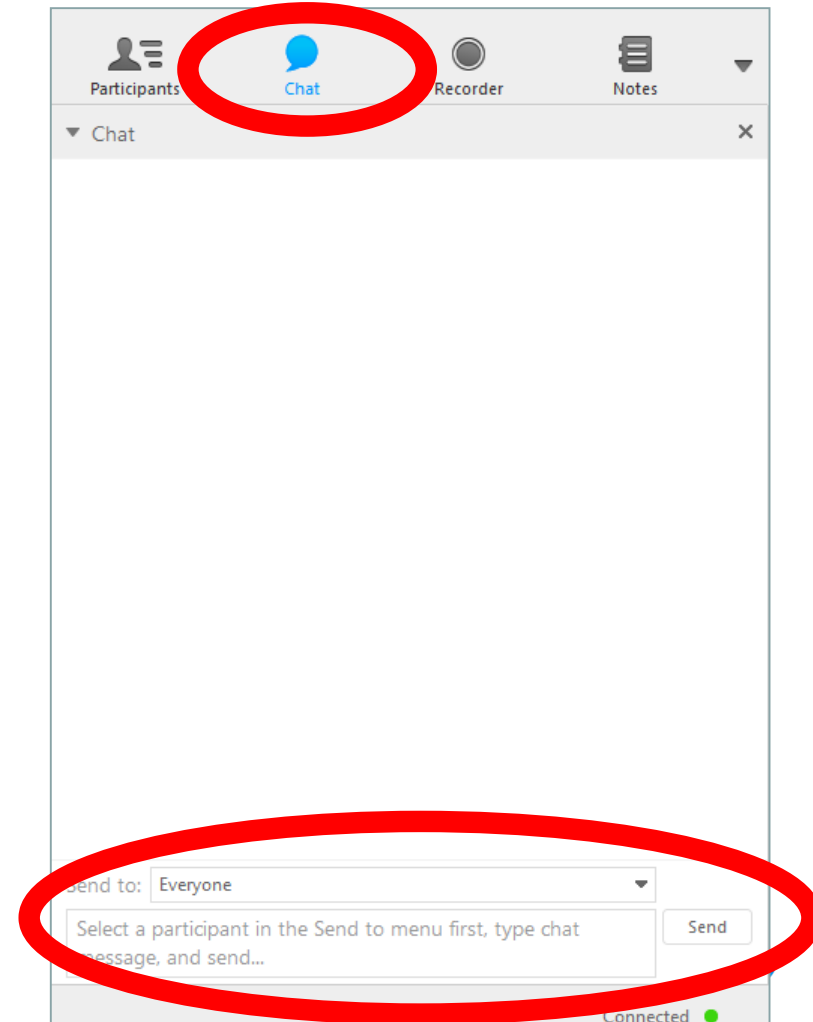 Participants Chat Recorder Notes
Chat
Send to: Everyone
Select a participant in the Send to menu first, type chat
message, and send...
Send
Connected